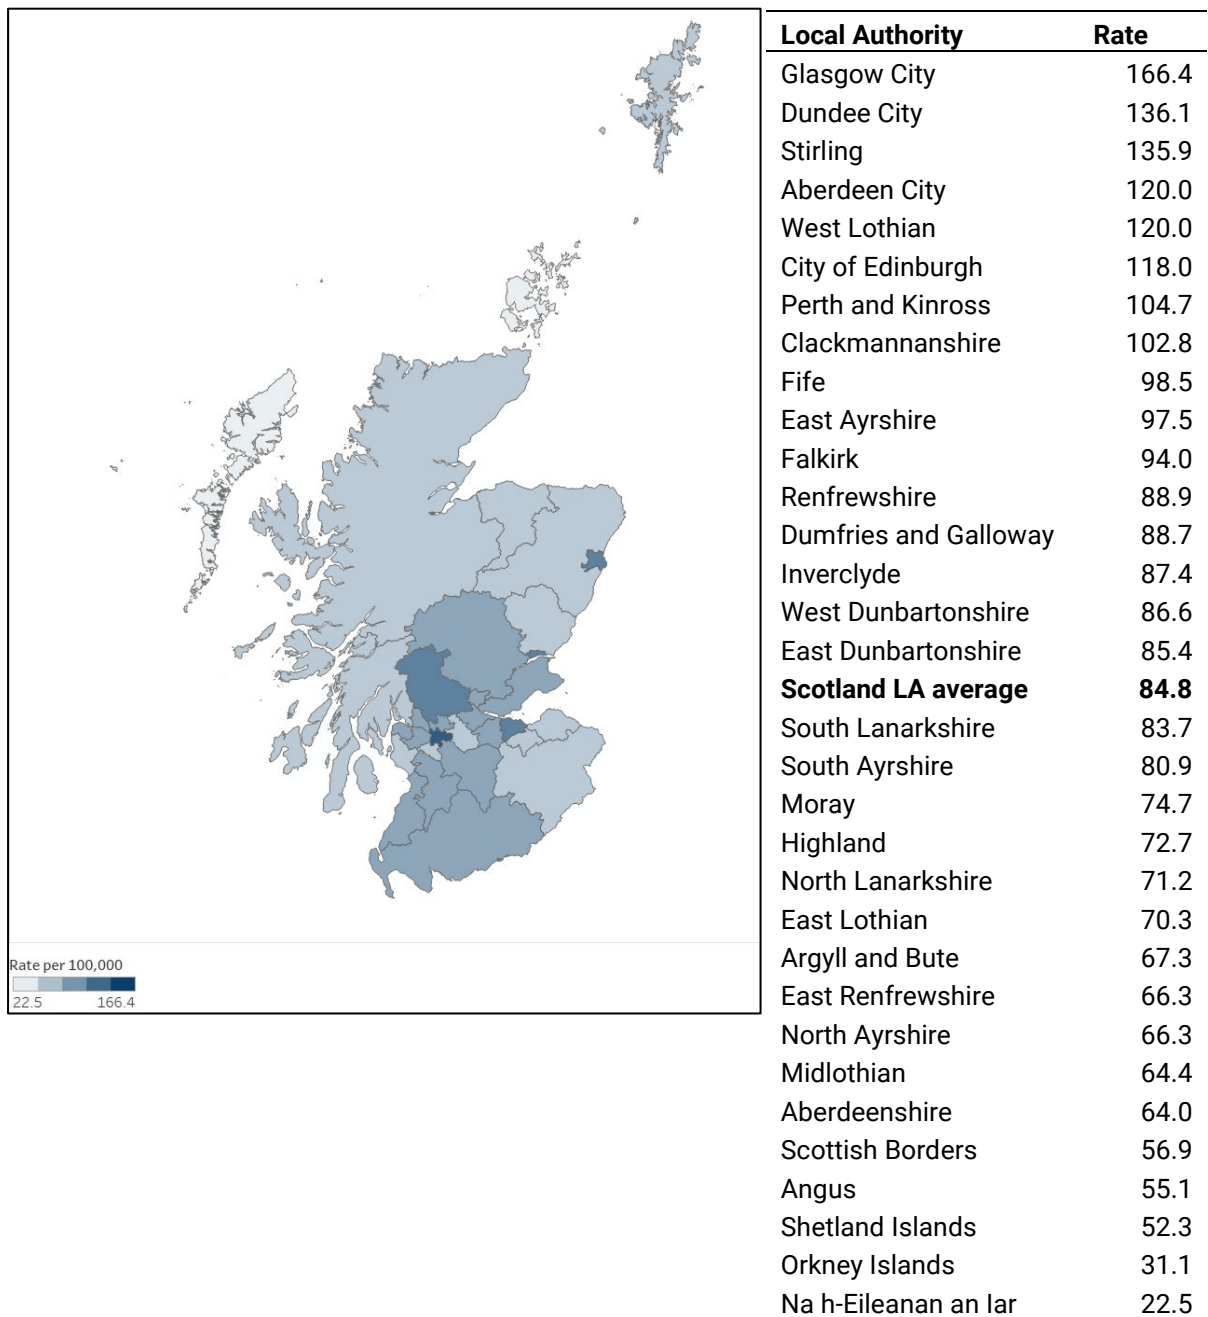 Local Authority Rate
Glasgow City 166.4
Dundee City 136.1
Stirling 135.9
Aberdeen City 120.0
West Lothian 120.0
City of Edinburgh 118.0
Perth and Kinross 104.7
Clackmannanshire 102.8
Fife 98.5
East Ayrshire 97.5
Falkirk 94.0
Renfrewshire 88.9
Dumfries and Galloway 88.7
Inverclyde 87.4
West Dunbartonshire 86.6
East Dunbartonshire 85.4
Scotland LA average 84.8
South Lanarkshire 83.7
South Ayrshire 80.9
Moray 74.7
Highland 72.7
North Lanarkshire 71.2
East Lothian 70.3
Argyll and Bute 67.3
East Renfrewshire 66.3
North Ayrshire 66.3
Midlothian 64.4
Aberdeenshire 64.0
Scottish Borders 56.9
Angus 55.1
Shetland Islands 52.3
Orkney Islands 31.1
Na h-Eileanan an Iar 22.5
Rate per 100,000
22.5 166.4